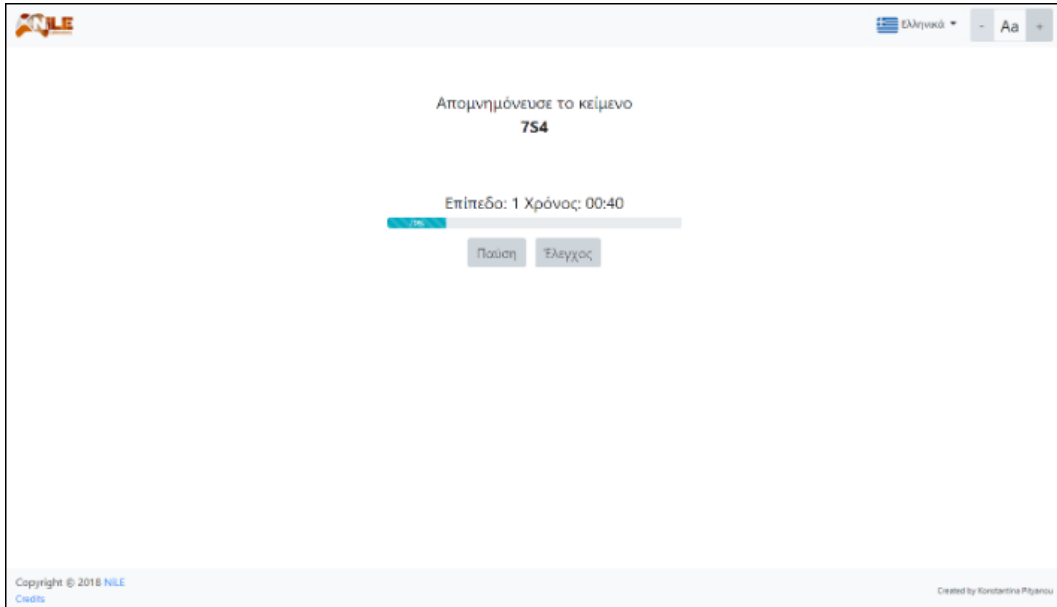 NiLE
Ελληνικά
- Aa +
Απομνημόνευσε το κείμενο
7S4
Επίπεδο: 1 Χρόνος: 00:40
Παύση Έλεγχος
Copyright © 2018 NiLE
Credits
Created by Konstantina Pityanou